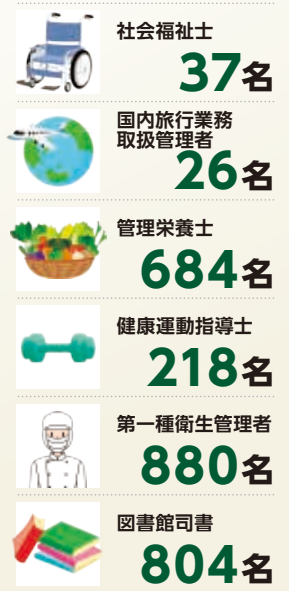 社会福祉士
37名
国内旅行業務
取扱管理者
26名
管理栄養士
684名
健康運動指導士
218名
第一種衛生管理者
880名
図書館司書
804名